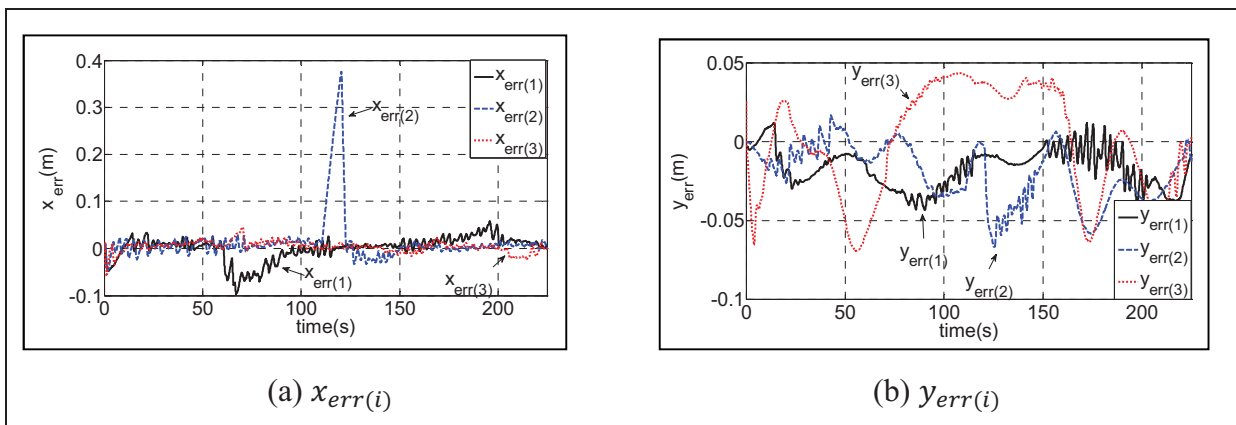 0.4
0.3
0.2
0.1
0
-0.1
x_err(m)
0 50 100 150 200
time(s)
x_err(1)
x_err(2)
x_err(3)
x_err(2)
x_err(1)
x_err(3)
(a) x_err(i)
0.05
0
-0.05
-0.1
y_err(m)
0 50 100 150 200
time(s)
y_err(3)
y_err(1)
y_err(2)
y_err(1)
y_err(2)
y_err(3)
(b) y_err(i)